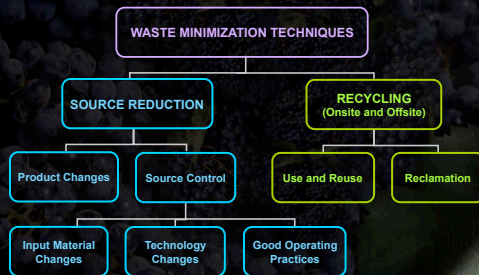 WASTE MINIMIZATION TECHNIQUES
SOURCE REDUCTION
RECYCLING
(Onsite and Offsite)
Product Changes
Source Control
Use and Reuse
Reclamation
Input Material
Changes
Technology
Changes
Good Operating
Practices